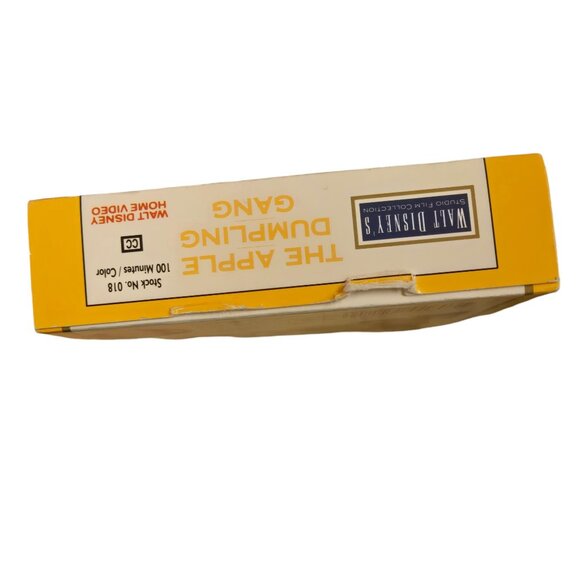 WALT DISNEY'S
STUDIO FILM COLLECTION
THE APPLE
DUMPLING
GANG
Stock No. 018
100 Minutes / Color
CC
WALT DISNEY
HOME VIDEO